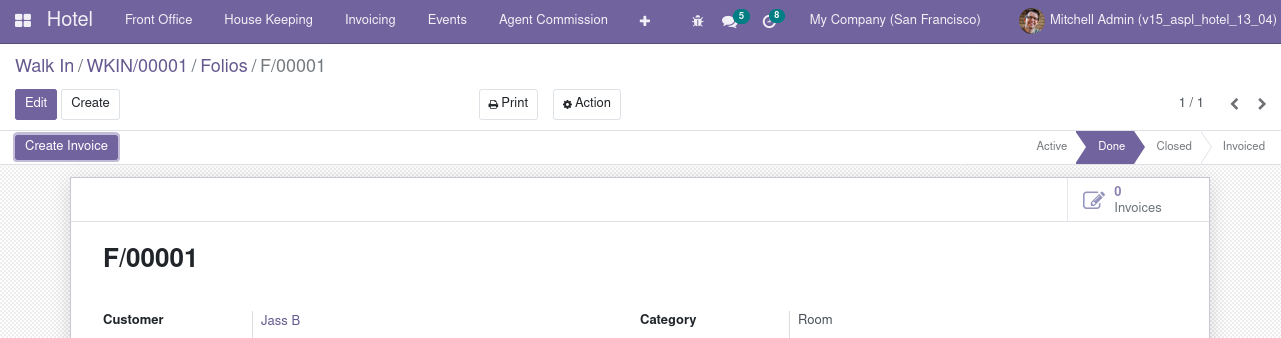 Hotel Front Office House Keeping Invoicing Events Agent Commission 5 8 My Company (San Francisco) Mitchell Admin (v15_aspl_hotel_13_04)
Walk In / WKIN/00001 / Folios / F/00001
Edit Create Print Action 1 / 1
Create Invoice Active Done Closed Invoiced
0
Invoices
F/00001
Customer Jass B Category Room